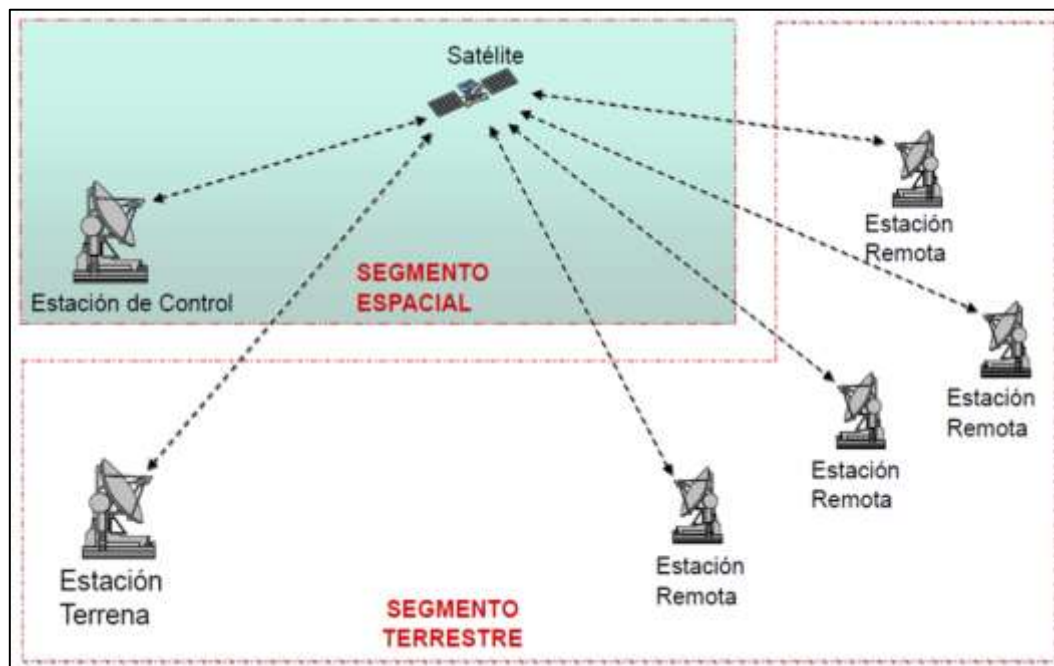 Satélite
Estación de Control
SEGMENTO
ESPACIAL
Estación
Remota
Estación
Remota
Estación
Remota
Estación
Remota
Estación
Terrena
SEGMENTO
TERRESTRE